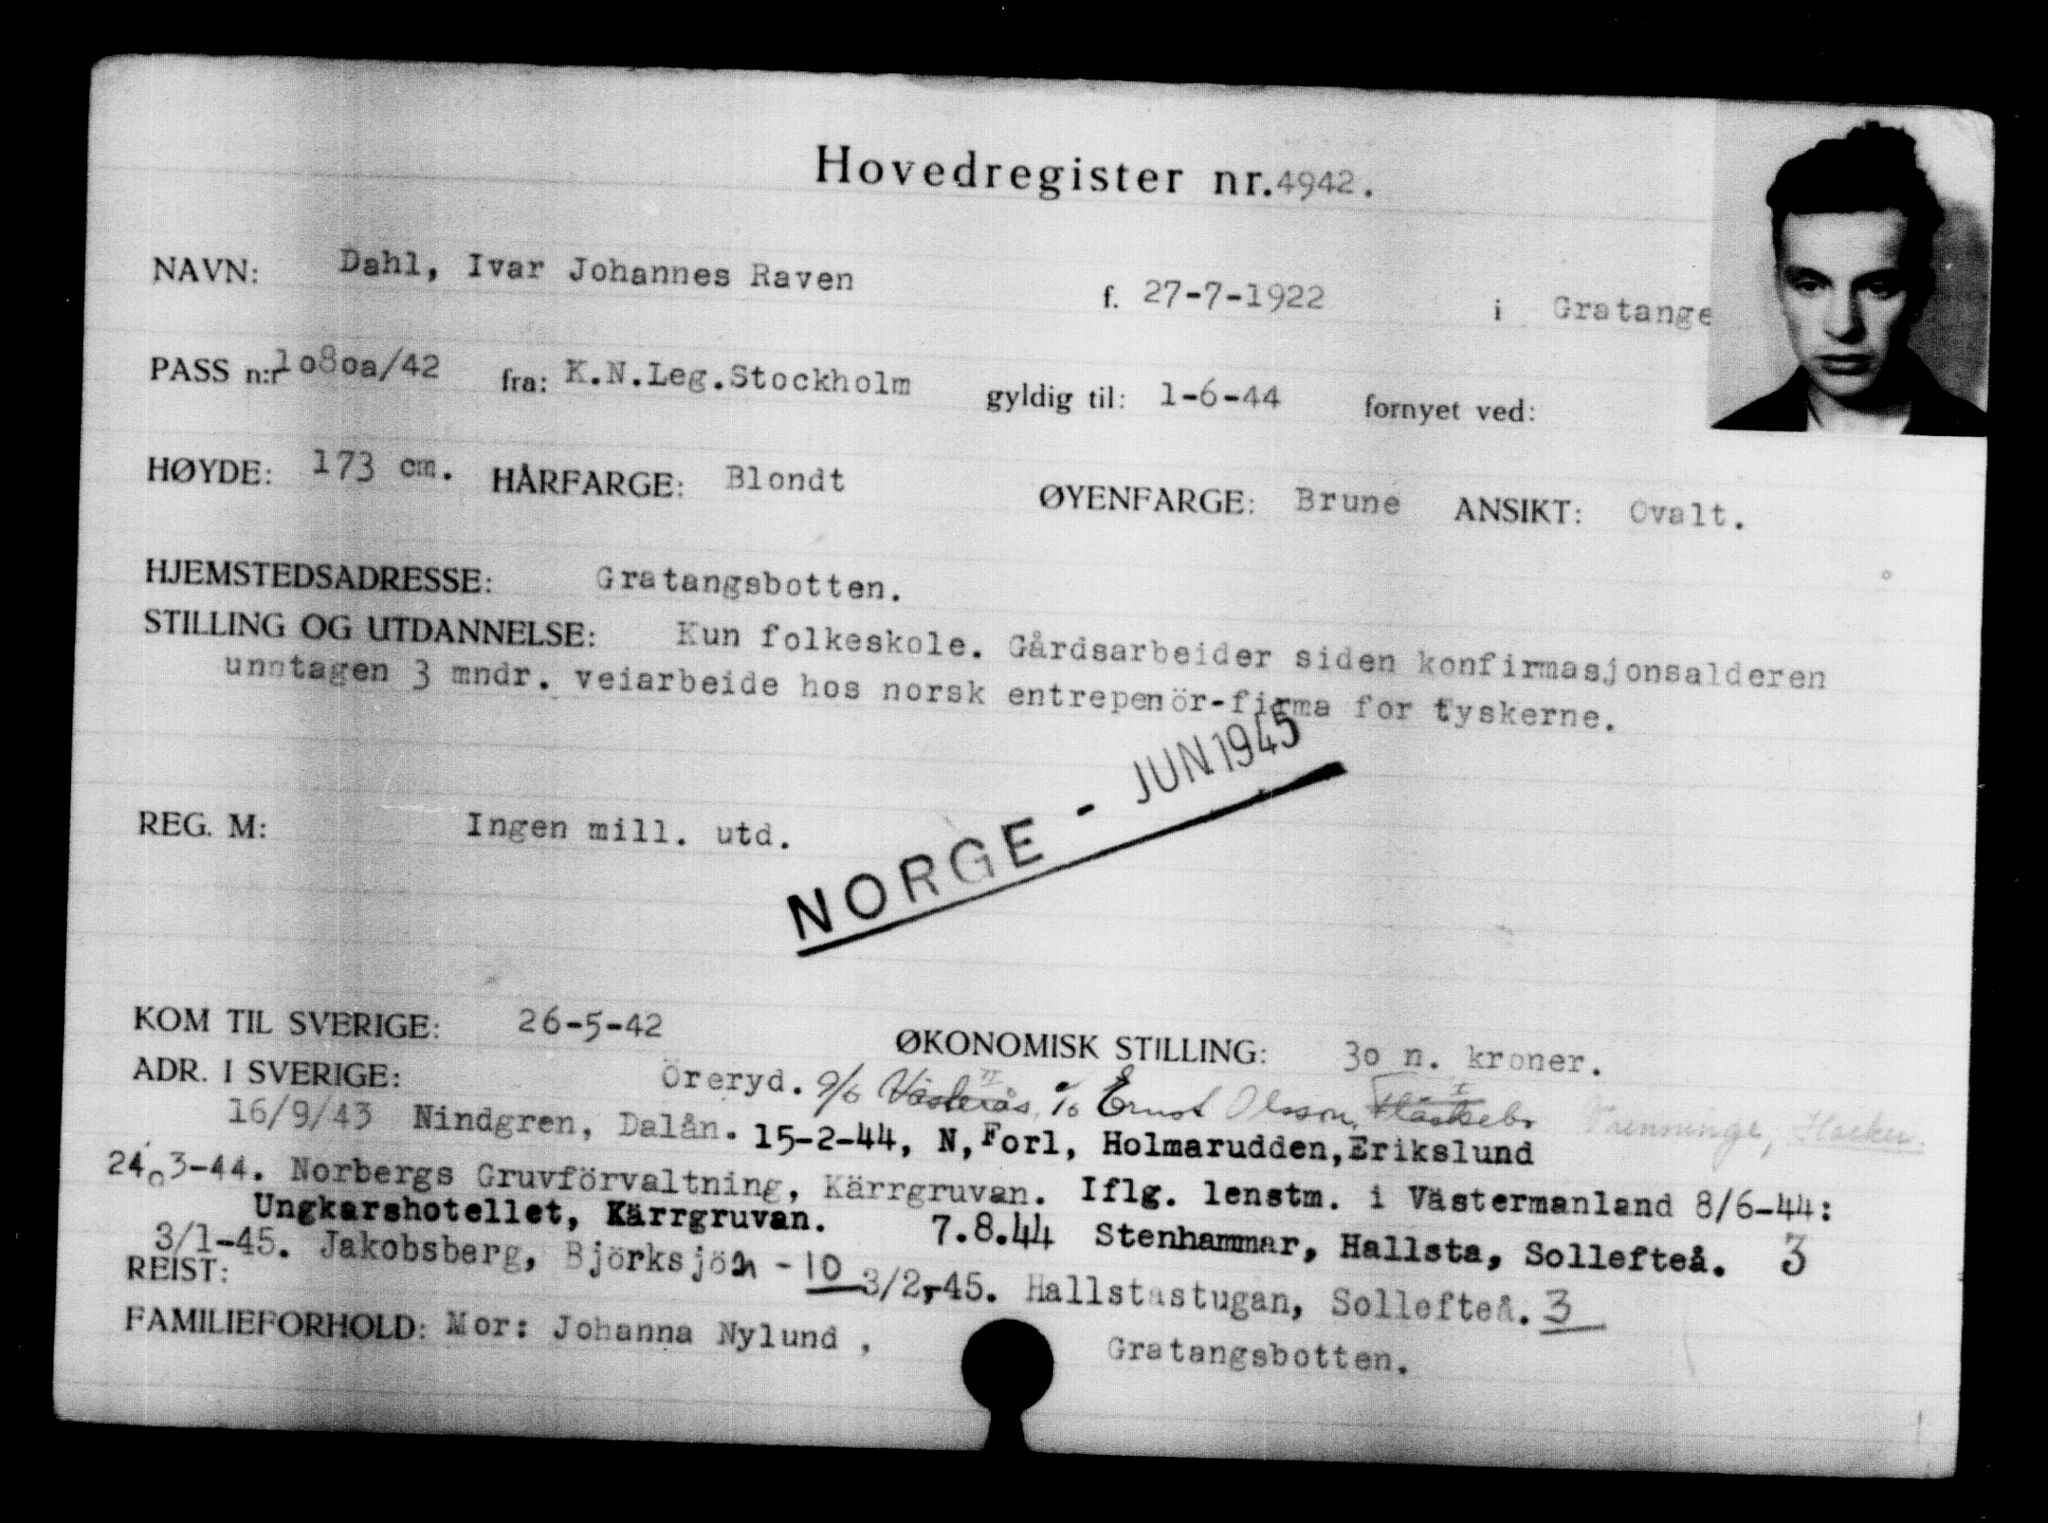 Hovedregister nr. 4942.
NAVN: Dahl, Ivar Johannes Raven f. 27-7-1922 i Gratange
PASS n:r 1080a/42 fra: K.N.Leg.Stockholm gyldig til: 1-6-44 fornyet ved:
HØYDE: 173 cm. HÅRFARGE: Blondt ØYENFARGE: Brune ANSIKT: Ovalt.
HJEMSTEDSADRESSE: Gratangsbotten.
STILLING OG UTDANNELSE: Kun folkeskole. Gårdsarbeider siden konfirmasjonsalderen
unntagen 3 mndr. veiarbeide hos norsk entrepenör-firma for tyskerne.
NORGE - JUN 1945
REG. M: Ingen mill. utd.
KOM TIL SVERIGE: 26-5-42 ØKONOMISK STILLING: 30 n. kroner.
ADR. I SVERIGE: Öreryd. Västerås, c/o Ernst Olsson,
16/9/43 Nindgren, Dalån. 15-2-44, N, Forl, Holmarudden, Erikslund
24.3-44. Norbergs Gruvförvaltning, Kärrgruvan. Iflg. lenstm. i Västermanland 8/6-44:
Ungkarshotellet, Kärrgruvan. 7.8.44 Stenhammar, Hallsta, Sollefteå. 3
3/1-45. Jakobsberg, Björksjön - 10 3/2-45. Hallstastugan, Sollefteå. 3
REIST:
FAMILIEFORHOLD: Mor: Johanna Nylund , Gratangsbotten.